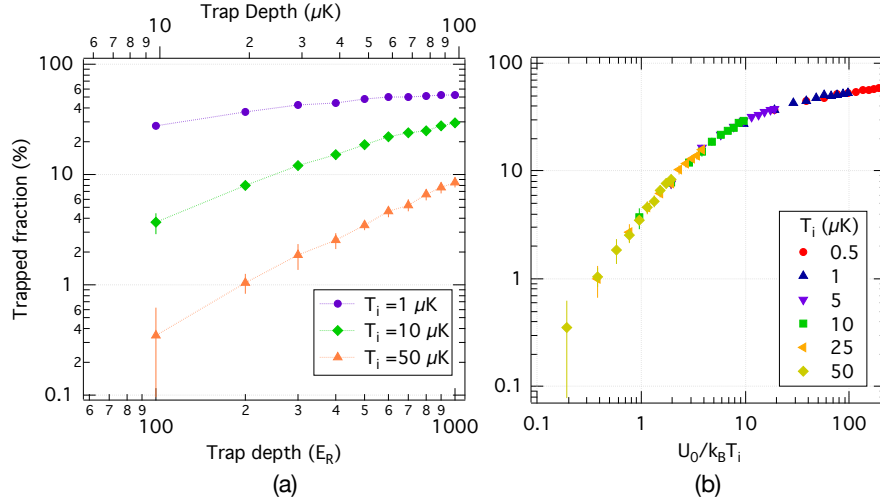 Trap Depth (µK)
10 100
6 7 8 9 2 3 4 5 6 7 8 9
Trapped fraction (%)
100
6
4
2
10
6
4
2
1
6
4
2
0.1
T_i =1 µK
T_i =10 µK
T_i =50 µK
6 7 8 9 2 3 4 5 6 7 8 9
100 1000
Trap depth (E_R)
(a)
100
10
1
0.1
T_i (µK)
0.5
1
5
10
25
50
0.1 1 10 100
U_0/k_BT_i
(b)